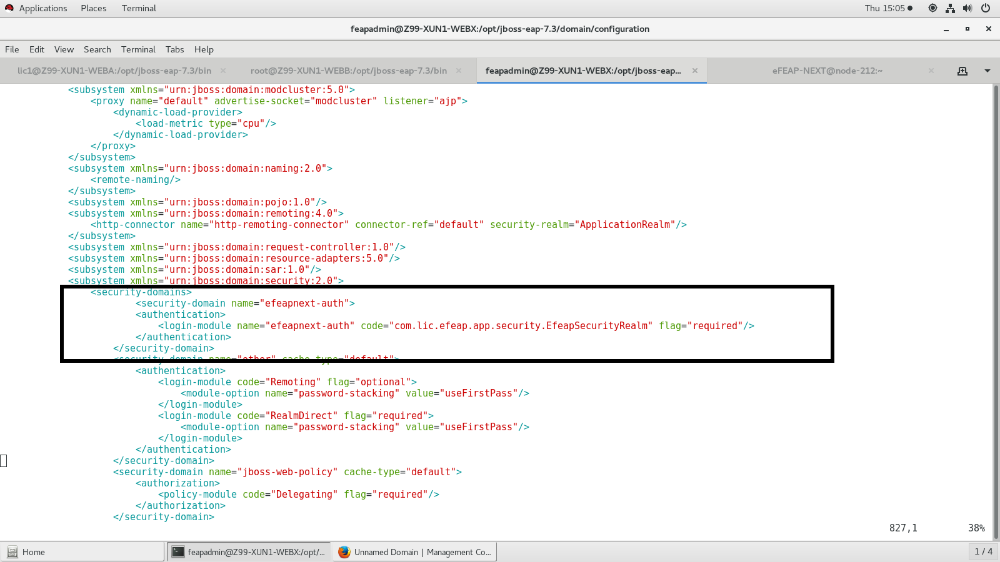 Applications Places Terminal Thu 15:05
feapadmin@Z99-XUN1-WEBX:/opt/jboss-eap-7.3/domain/configuration
File Edit View Search Terminal Tabs Help
lic1@Z99-XUN1-WEBA:/opt/jboss-eap-7.3/bin root@Z99-XUN1-WEBB:/opt/jboss-eap-7.3/bin feapadmin@Z99-XUN1-WEBX:/opt/jboss-eap... eFEAP-NEXT@node-212:~
<subsystem xmlns="urn:jboss:domain:modcluster:5.0">
<proxy name="default" advertise-socket="modcluster" listener="ajp">
<dynamic-load-provider>
<load-metric type="cpu"/>
</dynamic-load-provider>
</proxy>
</subsystem>
<subsystem xmlns="urn:jboss:domain:naming:2.0">
<remote-naming/>
</subsystem>
<subsystem xmlns="urn:jboss:domain:pojo:1.0"/>
<subsystem xmlns="urn:jboss:domain:remoting:4.0">
<http-connector name="http-remoting-connector" connector-ref="default" security-realm="ApplicationRealm"/>
</subsystem>
<subsystem xmlns="urn:jboss:domain:request-controller:1.0"/>
<subsystem xmlns="urn:jboss:domain:resource-adapters:5.0"/>
<subsystem xmlns="urn:jboss:domain:sar:1.0"/>
<subsystem xmlns="urn:jboss:domain:security:2.0">
<security-domains>
<security-domain name="efeapnext-auth">
<authentication>
<login-module name="efeapnext-auth" code="com.lic.efeap.app.security.EfeapSecurityRealm" flag="required"/>
</authentication>
</security-domain>
<security-domain name="other" cache-type="default">
<authentication>
<login-module code="Remoting" flag="optional">
<module-option name="password-stacking" value="useFirstPass"/>
</login-module>
<login-module code="RealmDirect" flag="required">
<module-option name="password-stacking" value="useFirstPass"/>
</login-module>
</authentication>
</security-domain>
<security-domain name="jboss-web-policy" cache-type="default">
<authorization>
<policy-module code="Delegating" flag="required"/>
</authorization>
</security-domain>
827,1 38%
Home feapadmin@Z99-XUN1-WEBX:/opt/... Unnamed Domain | Management Co... 1 / 4